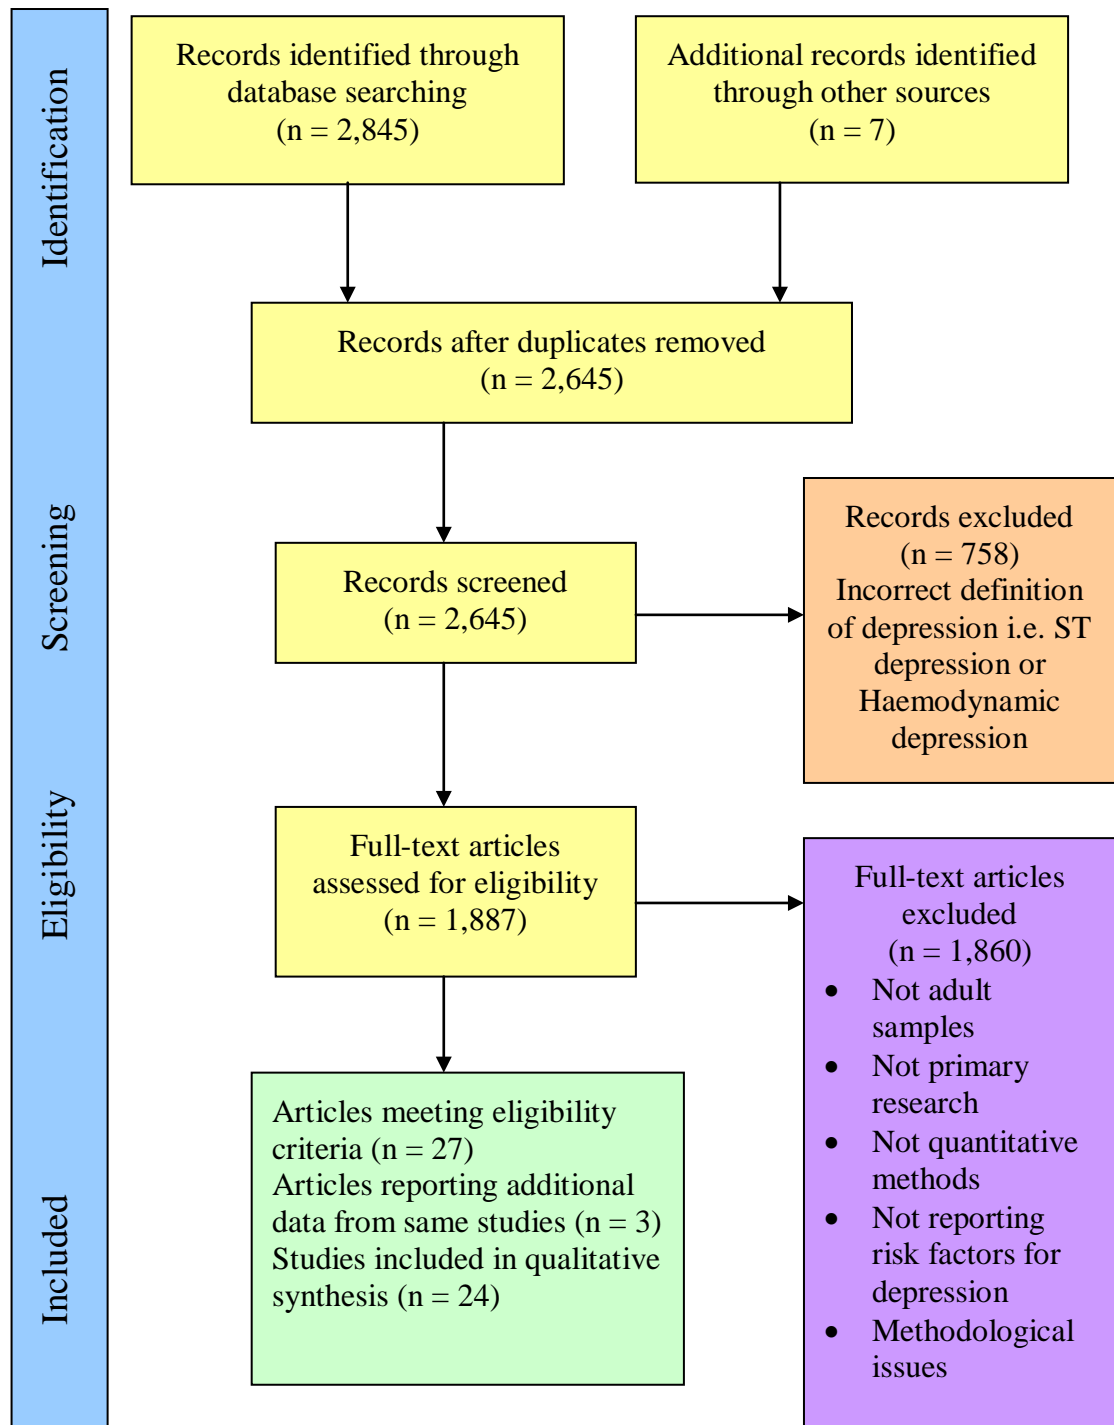 Identification
Records identified through
database searching
(n = 2,845)
Additional records identified
through other sources
(n = 7)
Records after duplicates removed
(n = 2,645)
Screening
Records screened
(n = 2,645)
Records excluded
(n = 758)
Incorrect definition
of depression i.e. ST
depression or
Haemodynamic
depression
Eligibility
Full-text articles
assessed for eligibility
(n = 1,887)
Full-text articles
excluded
(n = 1,860)
• Not adult
samples
• Not primary
research
• Not quantitative
methods
• Not reporting
risk factors for
depression
• Methodological
issues
Included
Articles meeting eligibility
criteria (n = 27)
Articles reporting additional
data from same studies (n = 3)
Studies included in qualitative
synthesis (n = 24)